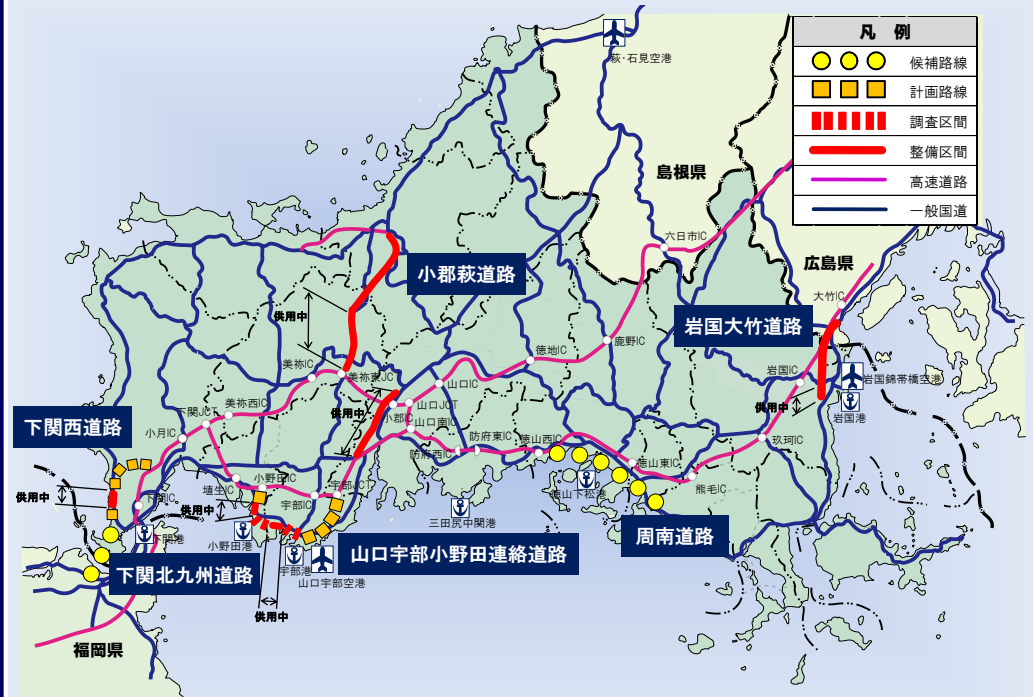 凡 例
候補路線
計画路線
調査区間
整備区間
高速道路
一般国道
萩・石見空港
島根県
六日市IC
広島県
大竹IC
小郡萩道路
岩国大竹道路
供用中
鹿野IC
徳地IC
美祢IC
美祢東JC
山口IC
岩国IC
岩国錦帯橋空港
供用中
岩国港
美祢西IC
下関JCT
下関西道路
小月IC
供用中
小郡IC
山口JCT
山口南IC
防府東IC
防府西IC
徳山西IC
玖珂IC
徳山東IC
熊毛IC
供用中
下関IC
埴生IC
小野田IC
宇部IC
宇部JCT
供用中
徳山下松港
三田尻中関港
下関港
小野田港
周南道路
山口宇部小野田連絡道路
宇部港
山口宇部空港
下関北九州道路
供用中
福岡県